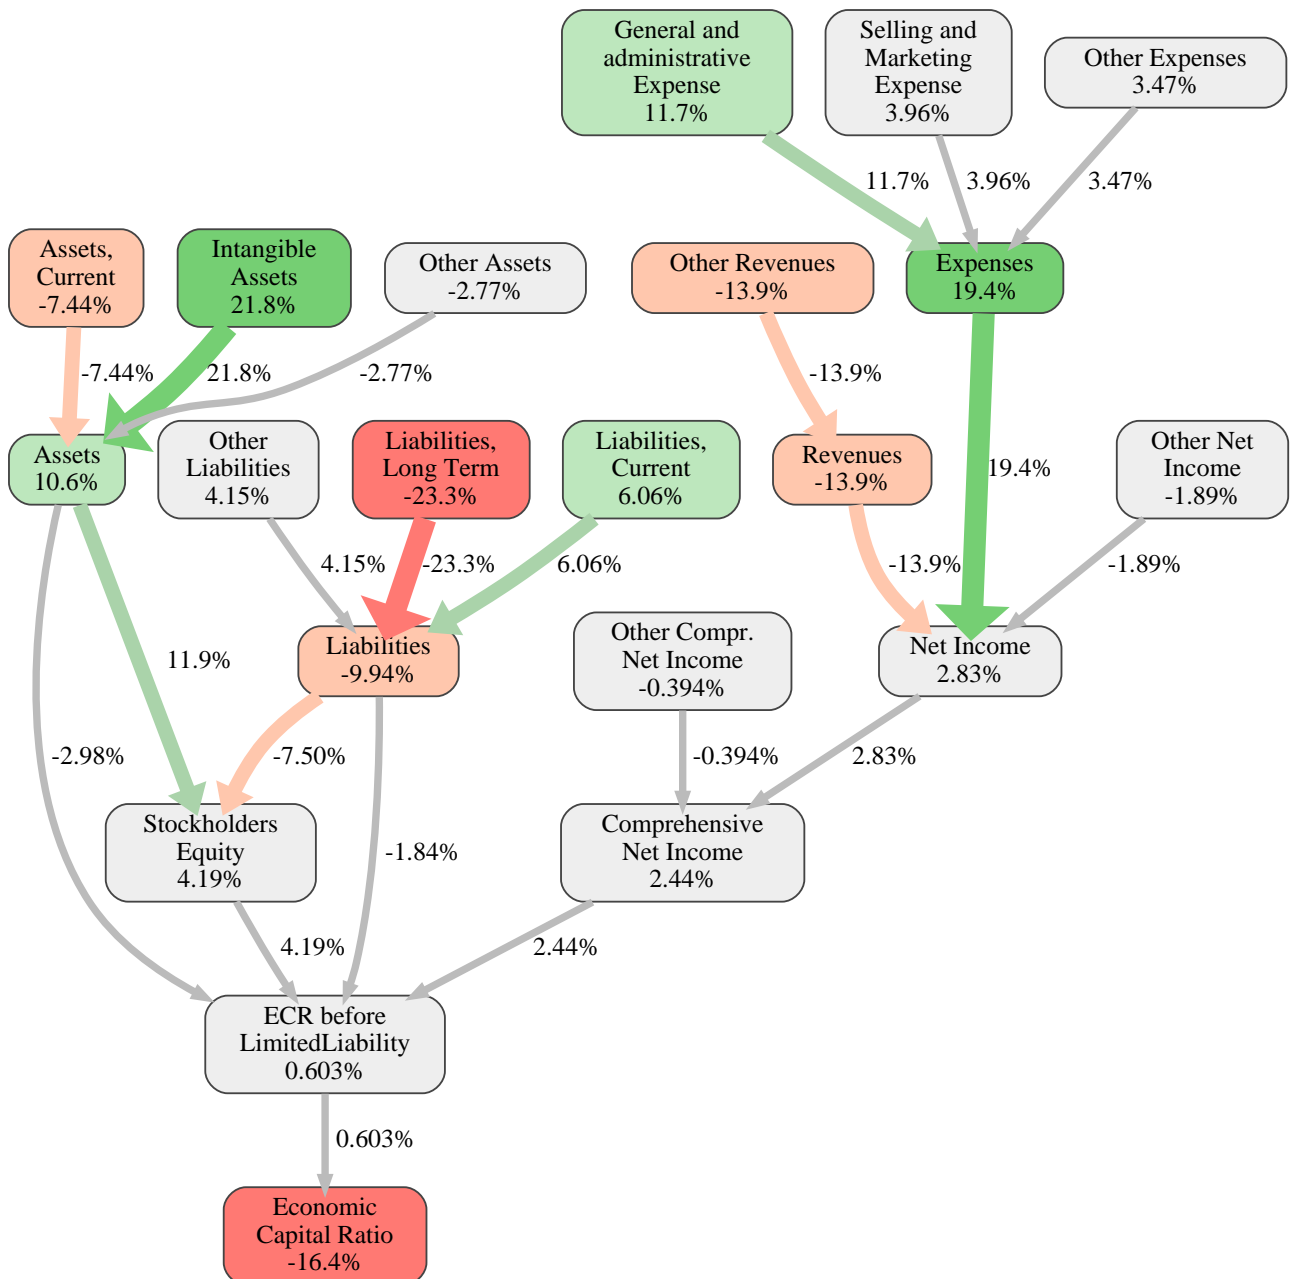 General and
administrative
Expense
11.7%
Selling and
Marketing
Expense
3.96%
Other Expenses
3.47%
11.7%
3.96%
3.47%
Assets,
Current
-7.44%
Intangible
Assets
21.8%
Other Assets
-2.77%
Other Revenues
-13.9%
Expenses
19.4%
-7.44%
21.8%
-2.77%
-13.9%
19.4%
Assets
10.6%
Other
Liabilities
4.15%
Liabilities,
Long Term
-23.3%
Liabilities,
Current
6.06%
Revenues
-13.9%
Other Net
Income
-1.89%
4.15%
-23.3%
6.06%
-13.9%
-1.89%
11.9%
Liabilities
-9.94%
Other Compr.
Net Income
-0.394%
Net Income
2.83%
-2.98%
-7.50%
-0.394%
2.83%
Stockholders
Equity
4.19%
-1.84%
Comprehensive
Net Income
2.44%
4.19%
2.44%
ECR before
LimitedLiability
0.603%
0.603%
Economic
Capital Ratio
-16.4%